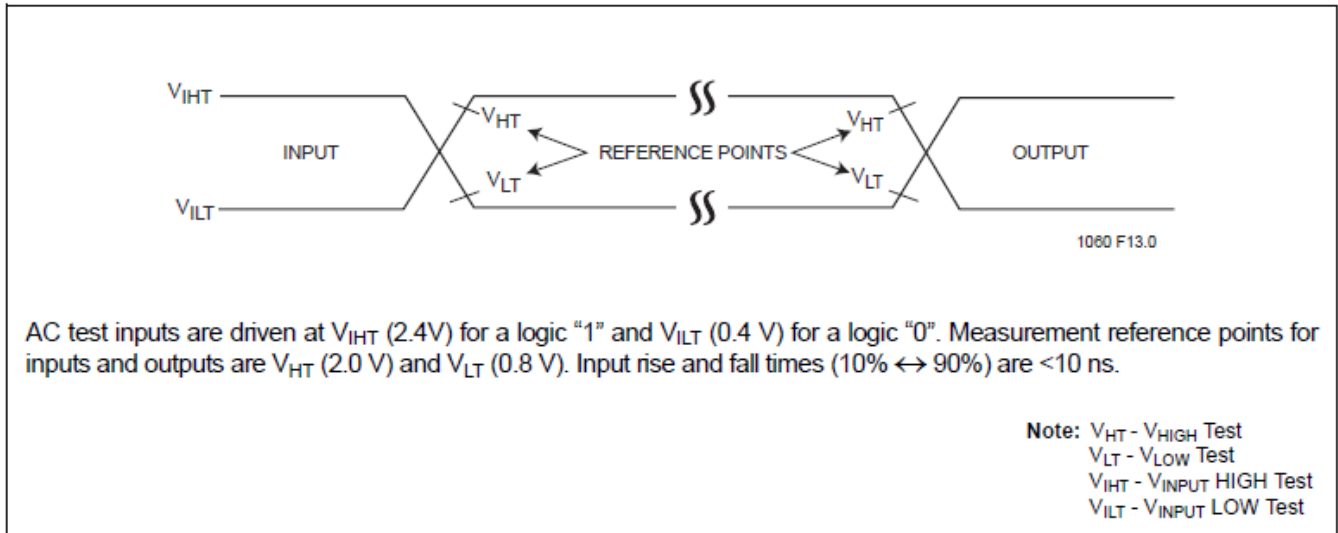 VIHT
VHT
VHT
INPUT
REFERENCE POINTS
OUTPUT
VLT
VLT
VILT
1060 F13.0
AC test inputs are driven at VIHT (2.4V) for a logic “1” and VILT (0.4 V) for a logic “0”. Measurement reference points for
inputs and outputs are VHT (2.0 V) and VLT (0.8 V). Input rise and fall times (10% ↔ 90%) are <10 ns.
Note: VHT - VHIGH Test
VLT - VLOW Test
VIHT - VINPUT HIGH Test
VILT - VINPUT LOW Test